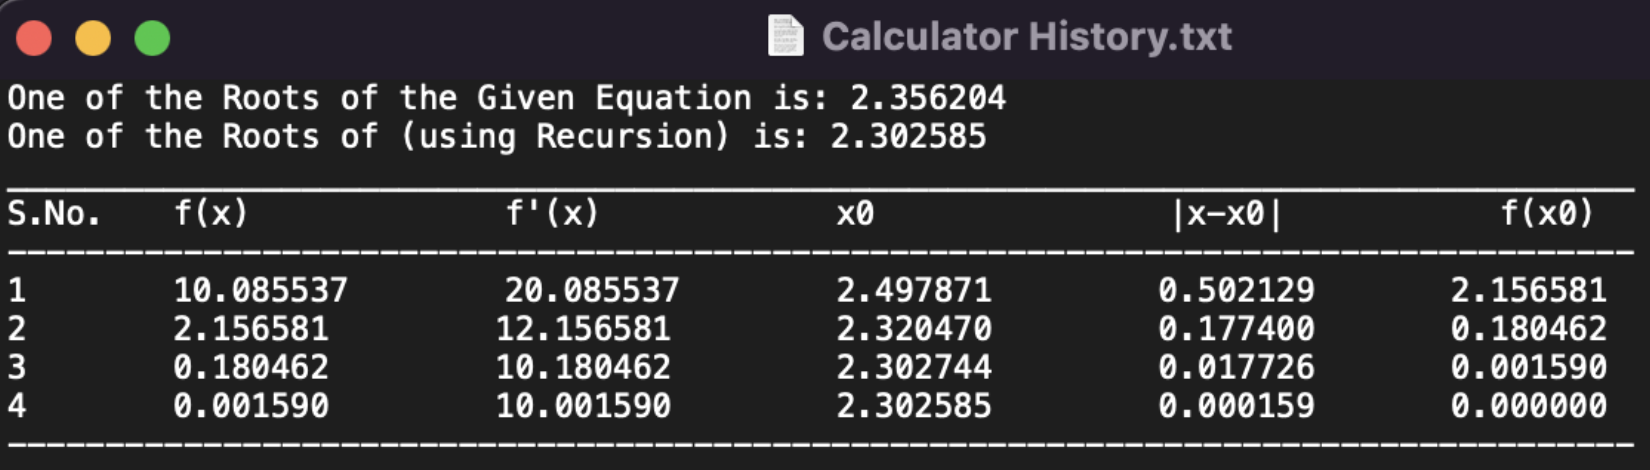 Calculator History.txt
One of the Roots of the Given Equation is: 2.356204
One of the Roots of (using Recursion) is: 2.302585
S.No. f(x) f'(x) x0 |x-x0| f(x0)
1 10.085537 20.085537 2.497871 0.502129 2.156581
2 2.156581 12.156581 2.320470 0.177400 0.180462
3 0.180462 10.180462 2.302744 0.017726 0.001590
4 0.001590 10.001590 2.302585 0.000159 0.000000